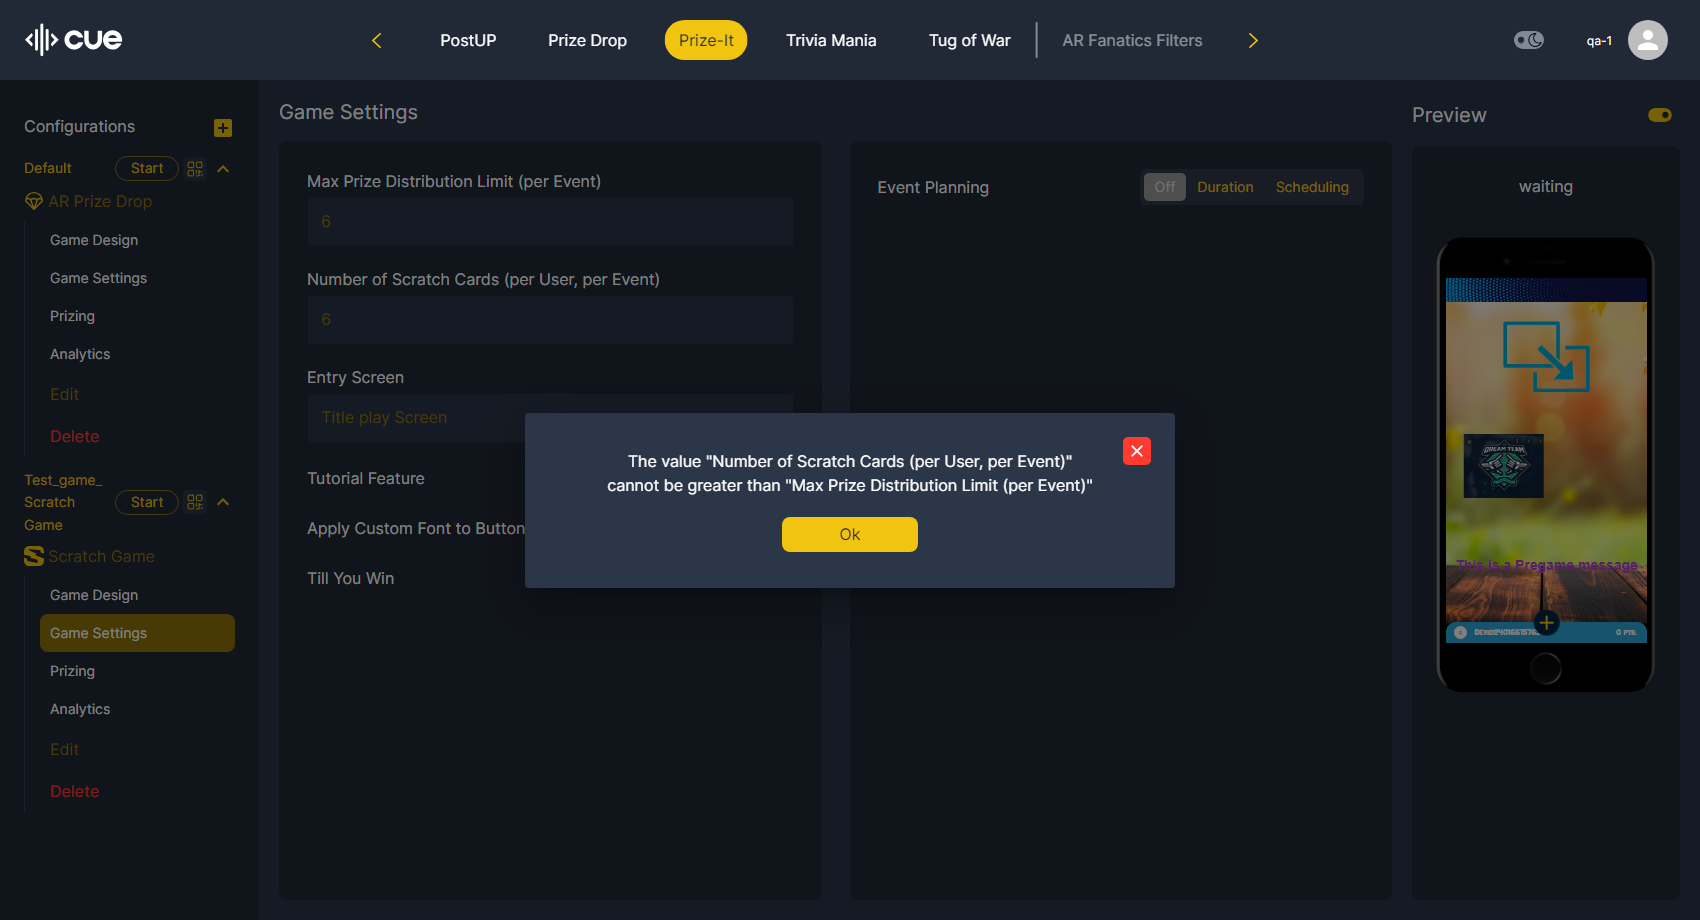 cue
PostUP
Prize Drop
Prize-It
Trivia Mania
Tug of War
AR Fanatics Filters
qa-1
Configurations
Default
Start
AR Prize Drop
Game Design
Game Settings
Prizing
Analytics
Edit
Delete
Test_game_
Scratch
Game
Start
Scratch Game
Game Design
Game Settings
Prizing
Analytics
Edit
Delete
Game Settings
Max Prize Distribution Limit (per Event)
6
Number of Scratch Cards (per User, per Event)
6
Entry Screen
Title play Screen
Tutorial Feature
Apply Custom Font to Button
Till You Win
Event Planning
Off
Duration
Scheduling
The value "Number of Scratch Cards (per User, per Event)"
cannot be greater than "Max Prize Distribution Limit (per Event)"
Ok
Preview
waiting
DREAM TEAM
This is a Pregame message
0 PTS.